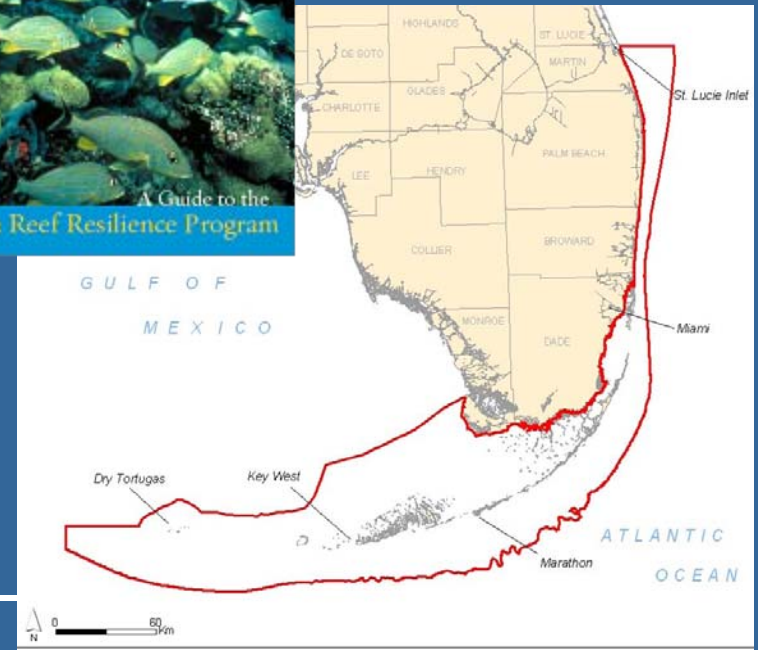 A Guide to the
Reef Resilience Program
HIGHLANDS
ST. LUCIE
DE SOTO
MARTIN
St. Lucie Inlet
GLADES
CHARLOTTE
PALM BEACH
LEE
HENDRY
BROWARD
COLLIER
GULF OF
MEXICO
MONROE
Miami
DADE
Dry Tortugas
Key West
ATLANTIC
Marathon
OCEAN
0 60 Km
N